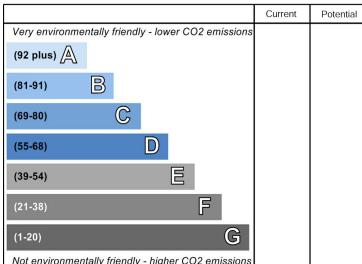 Current Potential
Very environmentally friendly - lower CO2 emissions
(92 plus) A
(81-91) B
(69-80) C
(55-68) D
(39-54) E
(21-38) F
(1-20) G
Not environmentally friendly - higher CO2 emissions